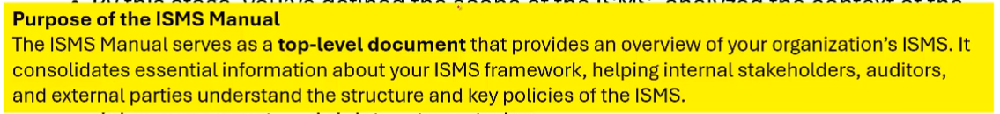 Purpose of the ISMS Manual
The ISMS Manual serves as a top-level document that provides an overview of your organization's ISMS. It
consolidates essential information about your ISMS framework, helping internal stakeholders, auditors,
and external parties understand the structure and key policies of the ISMS.